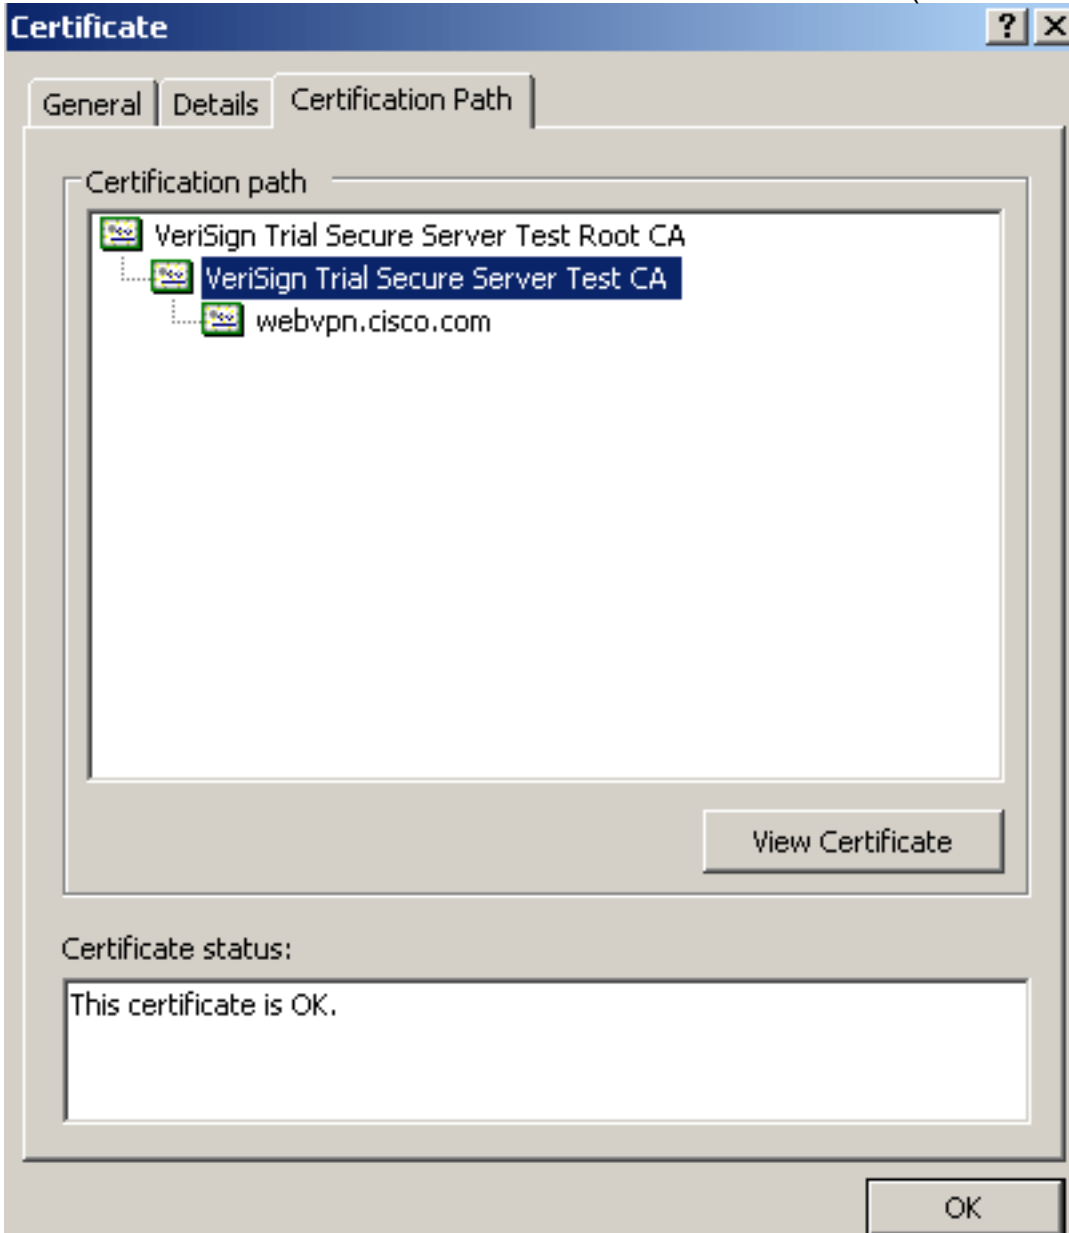 Certificate
General
Details
Certification Path
Certification path
VeriSign Trial Secure Server Test Root CA
VeriSign Trial Secure Server Test CA
webvpn.cisco.com
View Certificate
Certificate status:
This certificate is OK.
OK